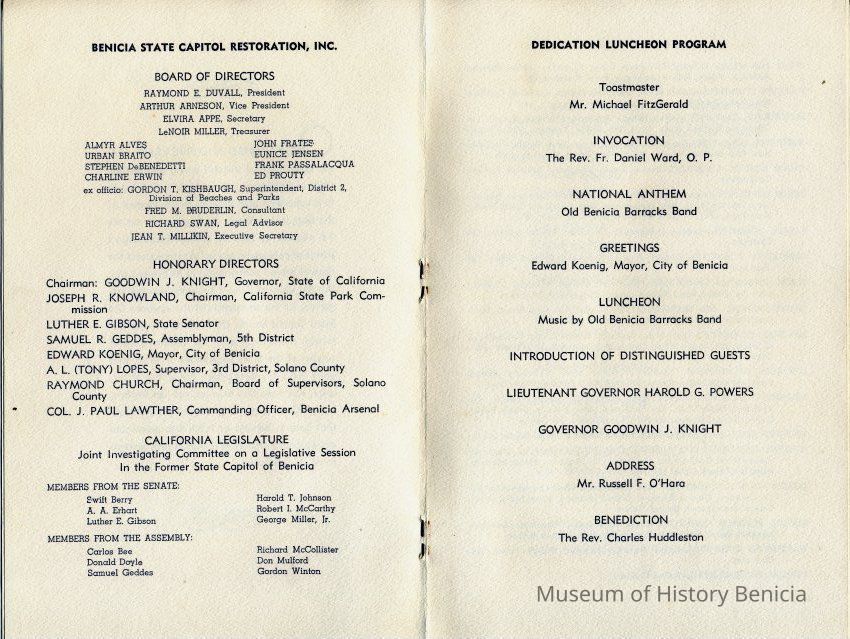 BENICIA STATE CAPITOL RESTORATION, INC.
BOARD OF DIRECTORS
RAYMOND E. DUVALL, President
ARTHUR ARNESON, Vice President
ELVIRA APPE, Secretary
LeNOIR MILLER, Treasurer
ALMYR ALVES
URBAN BRAITO
STEPHEN DeBENEDETTI
CHARLINE ERWIN
JOHN FRATES
EUNICE JENSEN
FRANK PASSALACQUA
ED PROUTY
ex officio: GORDON T. KISHBAUGH, Superintendent, District 2,
Division of Beaches and Parks
FRED M. BRUDERLIN, Consultant
RICHARD SWAN, Legal Advisor
JEAN T. MILLIKIN, Executive Secretary
HONORARY DIRECTORS
Chairman: GOODWIN J. KNIGHT, Governor, State of California
JOSEPH R. KNOWLAND, Chairman, California State Park Com-
mission
LUTHER E. GIBSON, State Senator
SAMUEL R. GEDDES, Assemblyman, 5th District
EDWARD KOENIG, Mayor, City of Benicia
A. L. (TONY) LOPES, Supervisor, 3rd District, Solano County
RAYMOND CHURCH, Chairman, Board of Supervisors, Solano
County
COL. J. PAUL LAWTHER, Commanding Officer, Benicia Arsenal
CALIFORNIA LEGISLATURE
Joint Investigating Committee on a Legislative Session
In the Former State Capitol of Benicia
MEMBERS FROM THE SENATE:
Swift Berry
A. A. Erhart
Luther E. Gibson
Harold T. Johnson
Robert I. McCarthy
George Miller, Jr.
MEMBERS FROM THE ASSEMBLY:
Carlos Bee
Donald Doyle
Samuel Geddes
Richard McCollister
Don Mulford
Gordon Winton
DEDICATION LUNCHEON PROGRAM
Toastmaster
Mr. Michael FitzGerald
INVOCATION
The Rev. Fr. Daniel Ward, O. P.
NATIONAL ANTHEM
Old Benicia Barracks Band
GREETINGS
Edward Koenig, Mayor, City of Benicia
LUNCHEON
Music by Old Benicia Barracks Band
INTRODUCTION OF DISTINGUISHED GUESTS
LIEUTENANT GOVERNOR HAROLD G. POWERS
GOVERNOR GOODWIN J. KNIGHT
ADDRESS
Mr. Russell F. O'Hara
BENEDICTION
The Rev. Charles Huddleston
Museum of History Benicia